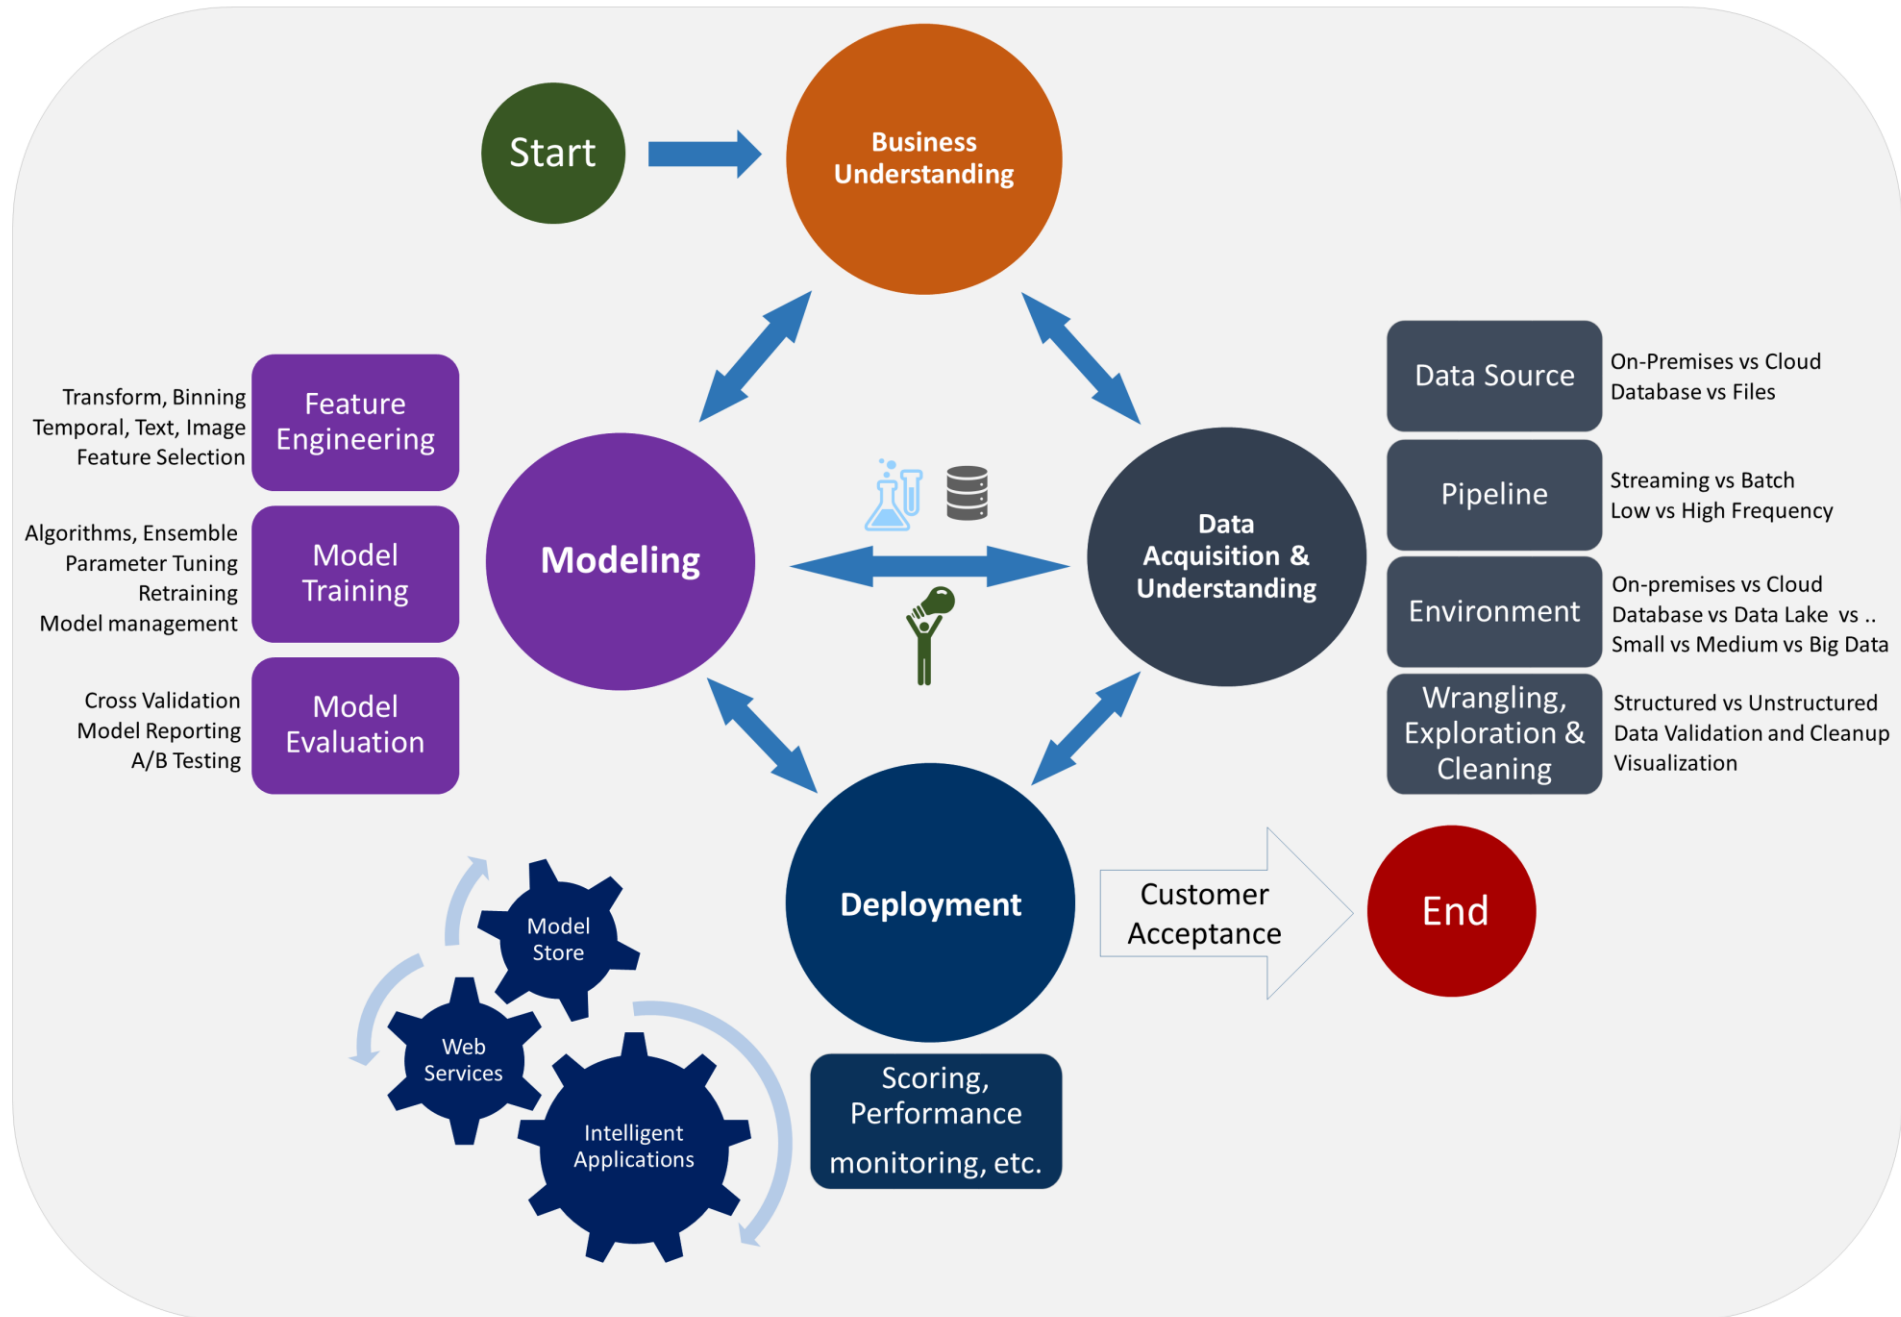 Start
Business
Understanding
Transform, Binning
Temporal, Text, Image
Feature Selection
Feature
Engineering
Algorithms, Ensemble
Parameter Tuning
Retraining
Model management
Model
Training
Cross Validation
Model Reporting
A/B Testing
Model
Evaluation
Modeling
Data
Acquisition &
Understanding
Data Source
On-Premises vs Cloud
Database vs Files
Pipeline
Streaming vs Batch
Low vs High Frequency
Environment
On-premises vs Cloud
Database vs Data Lake  vs ..
Small vs Medium vs Big Data
Wrangling,
Exploration &
Cleaning
Structured vs Unstructured
Data Validation and Cleanup
Visualization
Deployment
Customer
Acceptance
End
Model
Store
Web
Services
Intelligent
Applications
Scoring,
Performance
monitoring, etc.